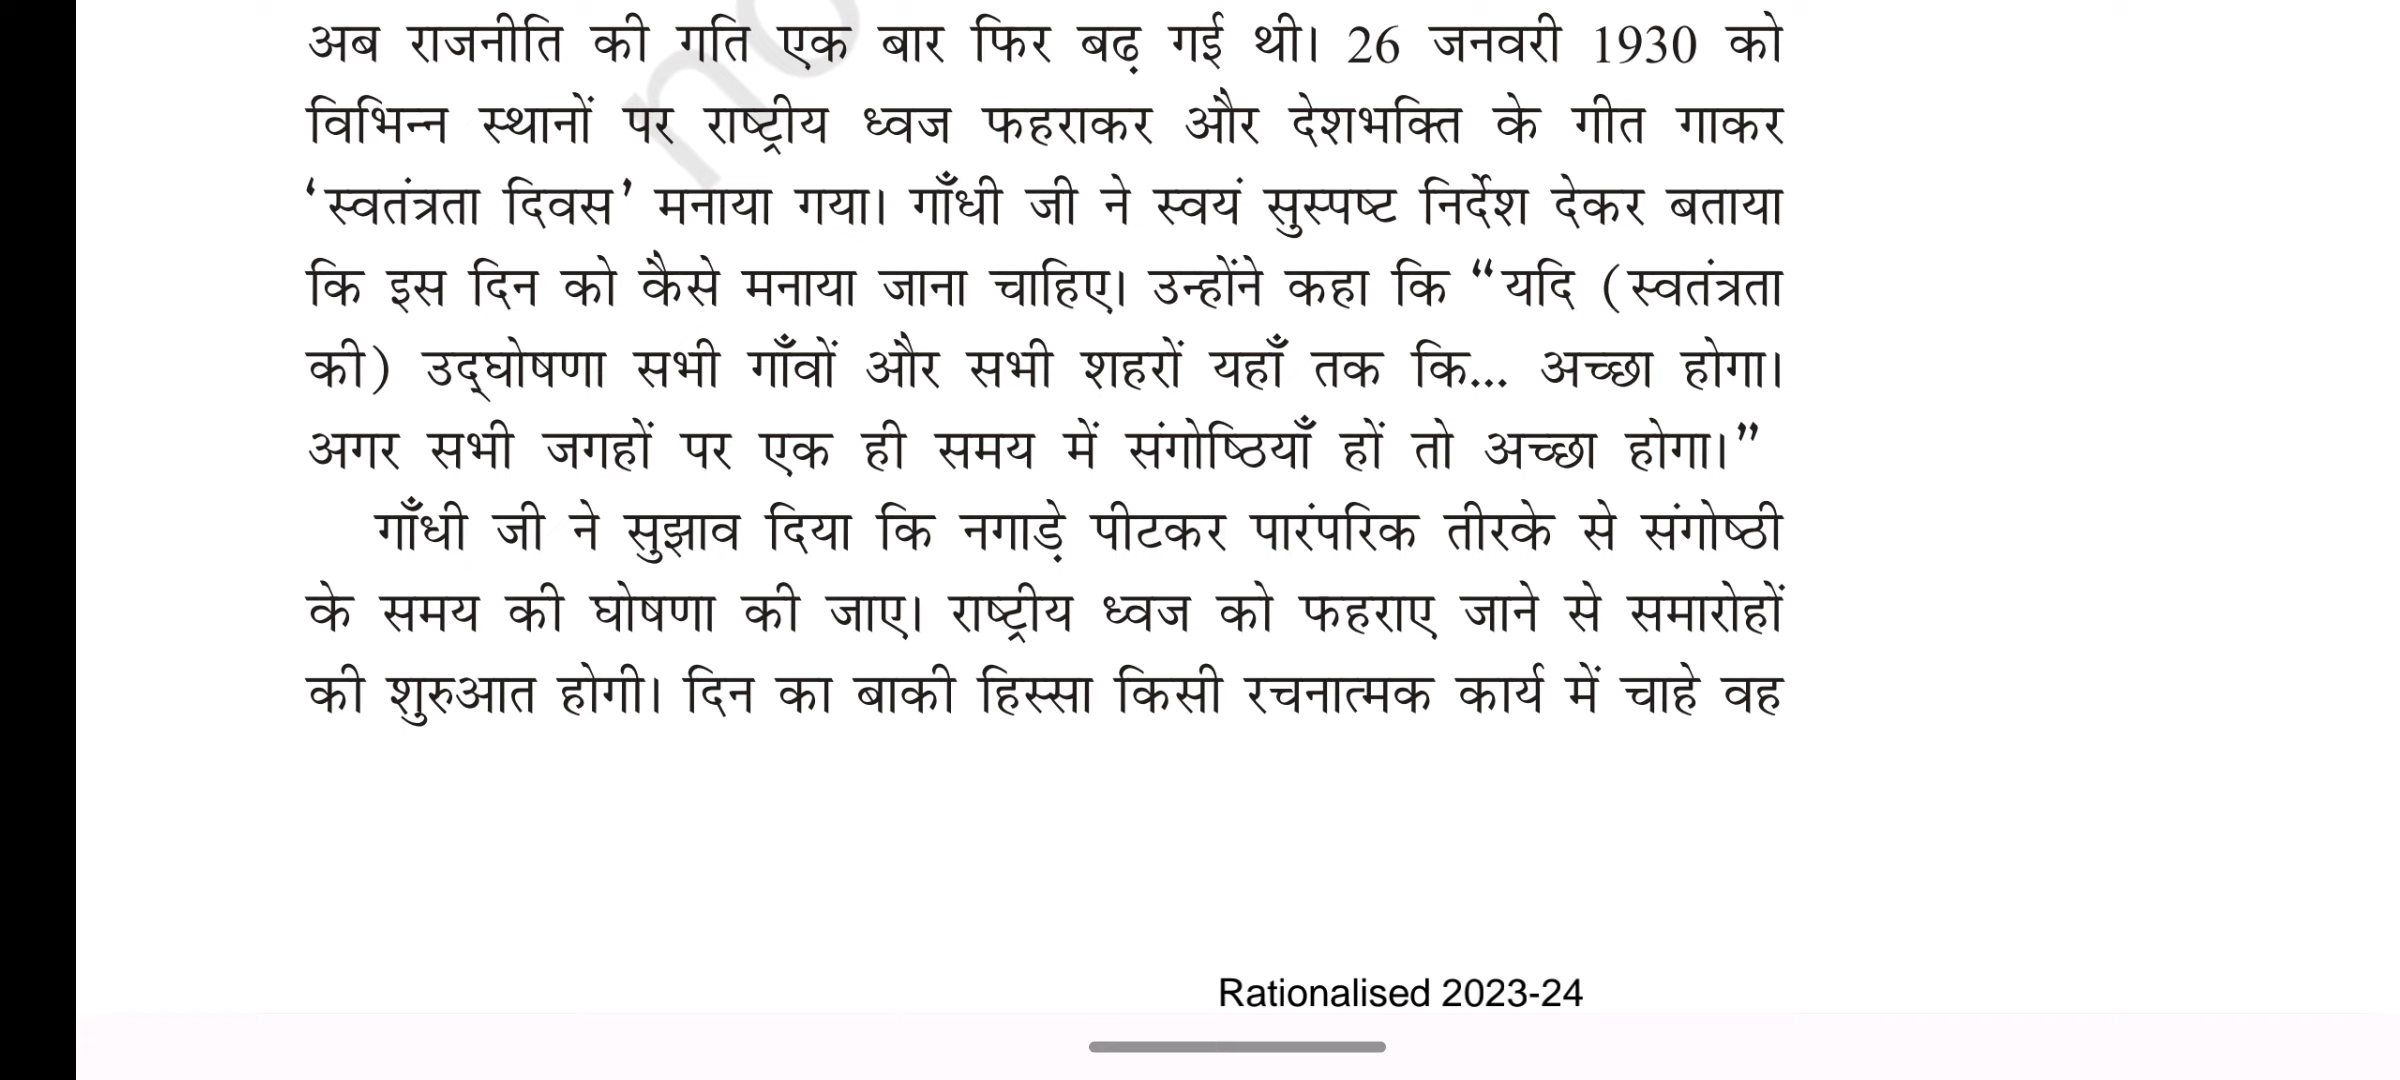 अब राजनीति की गति एक बार फिर बढ़ गई थी। 26 जनवरी 1930 को
विभिन्न स्थानों पर राष्ट्रीय ध्वज फहराकर और देशभक्ति के गीत गाकर
‘स्वतंत्रता दिवस’ मनाया गया। गाँधी जी ने स्वयं सुस्पष्ट निर्देश देकर बताया
कि इस दिन को कैसे मनाया जाना चाहिए। उन्होंने कहा कि “यदि (स्वतंत्रता
की) उद्घोषणा सभी गाँवों और सभी शहरों यहाँ तक कि... अच्छा होगा।
अगर सभी जगहों पर एक ही समय में संगोष्ठियाँ हों तो अच्छा होगा।”
गाँधी जी ने सुझाव दिया कि नगाड़े पीटकर पारंपरिक तीरके से संगोष्ठी
के समय की घोषणा की जाए। राष्ट्रीय ध्वज को फहराए जाने से समारोहों
की शुरुआत होगी। दिन का बाकी हिस्सा किसी रचनात्मक कार्य में चाहे वह
Rationalised 2023-24